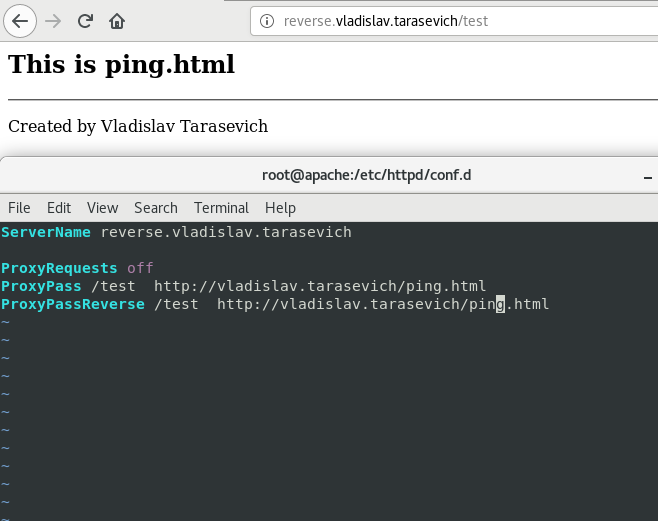 reverse.vladislav.tarasevich/test
This is ping.html
Created by Vladislav Tarasevich
root@apache:/etc/httpd/conf.d
File Edit View Search Terminal Help
ServerName reverse.vladislav.tarasevich
ProxyRequests off
ProxyPass /test  http://vladislav.tarasevich/ping.html
ProxyPassReverse /test  http://vladislav.tarasevich/ping.html
~
~
~
~
~
~
~
~
~
~
~
~